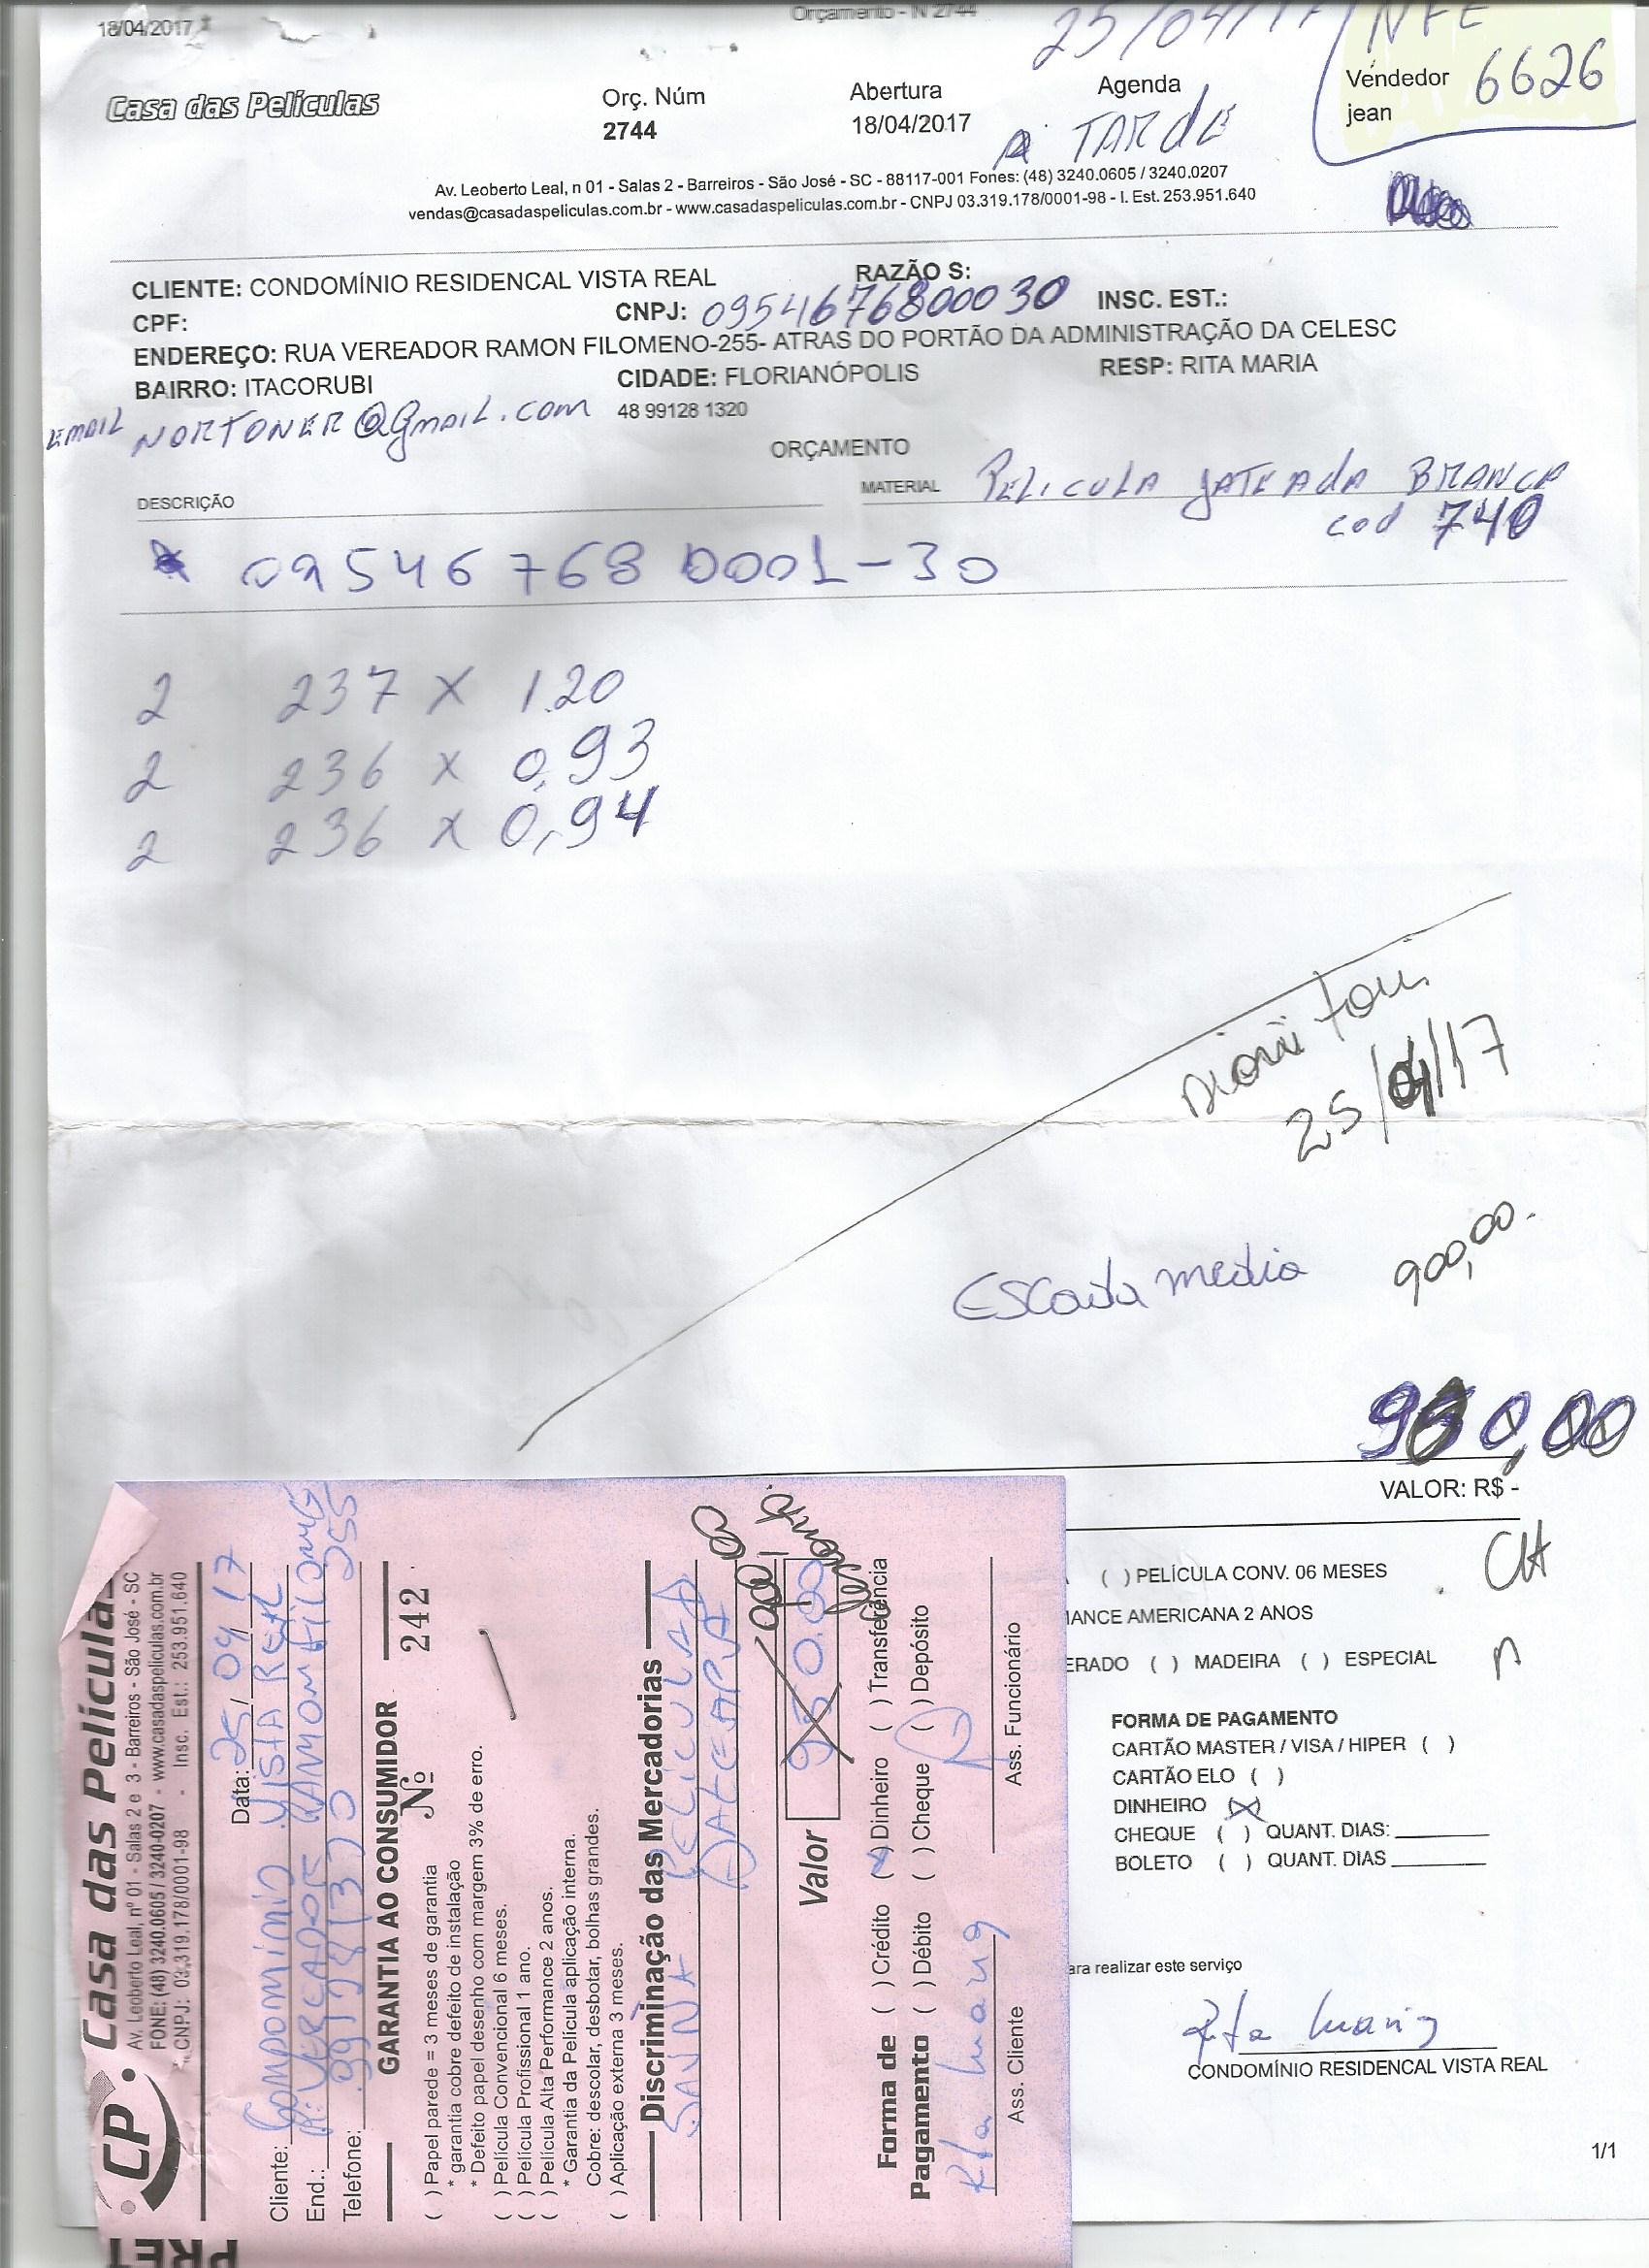 18/04/2017
Orçamento - N 2744
25/04/17
NFE
6626
Casa das Películas
Orç. Núm
2744
Abertura
18/04/2017
Agenda
A TARDE
Vendedor
jean
Av. Leoberto Leal, n 01 - Salas 2 - Barreiros - São José - SC - 88117-001 Fones: (48) 3240.0605 / 3240.0207
vendas@casadaspeliculas.com.br - www.casadaspeliculas.com.br - CNPJ 03.319.178/0001-98 - I. Est. 253.951.640
CLIENTE: CONDOMÍNIO RESIDENCAL VISTA REAL RAZÃO S:
CPF: CNPJ: 0954676800030 INSC. EST.:
ENDEREÇO: RUA VEREADOR RAMON FILOMENO-255- ATRAS DO PORTÃO DA ADMINISTRAÇÃO DA CELESC
BAIRRO: ITACORUBI CIDADE: FLORIANÓPOLIS RESP: RITA MARIA
EMAIL NORTONER@Gmail.com 48 99128 1320
ORÇAMENTO
DESCRIÇÃO MATERIAL PELICULA JATEADA BRANCA
cod 740
09546768 0001-30
2 237 x 1.20
2 236 x 0,93
2 236 x 0,94
25/04/17
Escada media 900,00.
VALOR: R$ -
( ) PELÍCULA CONV. 06 MESES
MANCE AMERICANA 2 ANOS
ERADO ( ) MADEIRA ( ) ESPECIAL
FORMA DE PAGAMENTO
CARTÃO MASTER / VISA / HIPER ( )
CARTÃO ELO ( )
DINHEIRO (X)
CHEQUE ( ) QUANT. DIAS:
BOLETO ( ) QUANT. DIAS
ara realizar este serviço
Rita Maria
CONDOMÍNIO RESIDENCAL VISTA REAL
1/1
CP Casa das Películas
Av. Leoberto Leal, nº 01 - Salas 2 e 3 - Barreiros - São José - SC
FONE: (48) 3240.0605 / 3240-0207 - www.casadaspeliculas.com.br
CNPJ: 03.319.178/0001-98 - Insc. Est.: 253.951.640
Data: 25/04/17
Cliente: Condominio VISTA REAL
End.: R: VEREADOR RAMON FILOMENO 255
Telefone: 991281320
GARANTIA AO CONSUMIDOR Nº 242
( ) Papel parede = 3 meses de garantia
* garantia cobre defeito de instalação
* Defeito papel desenho com margem 3% de erro.
( ) Película Convencional 6 meses.
( ) Película Profissional 1 ano.
( ) Película Alta Performance 2 anos.
* Garantia da Película aplicação interna.
Cobre: descolar, desbotar, bolhas grandes.
( ) Aplicação externa 3 meses.
Discriminação das Mercadorias
PELICULA
Valor 950.00
900,00
Forma de ( ) Crédito (X) Dinheiro ( ) Transferência
Pagamento ( ) Débito ( ) Cheque ( ) Depósito
Rita Maria
Ass. Cliente Ass. Funcionário
PRET